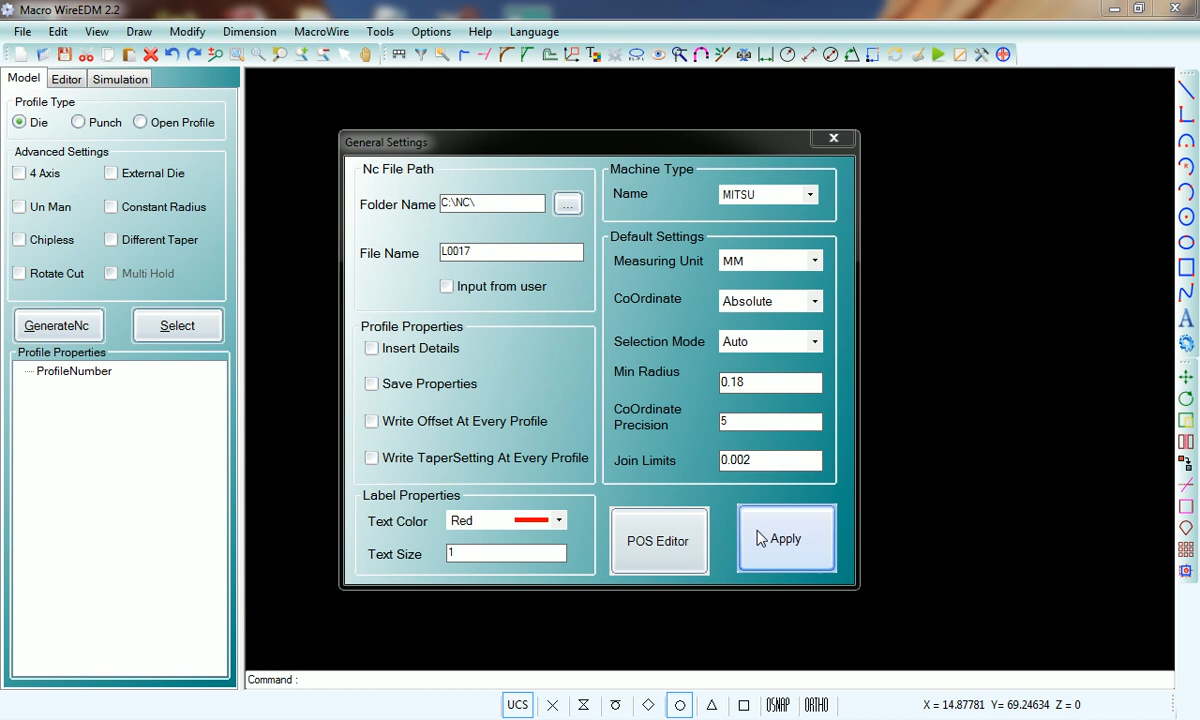 Macro WireEDM 2.2
File Edit View Draw Modify Dimension MacroWire Tools Options Help Language
Model Editor Simulation
Profile Type
Die Punch Open Profile
Advanced Settings
4 Axis External Die
Un Man Constant Radius
Chipless Different Taper
Rotate Cut Multi Hold
GenerateNc Select
Profile Properties
ProfileNumber
General Settings
Nc File Path
Folder Name C:\NC\ ...
File Name L0017
Input from user
Profile Properties
Insert Details
Save Properties
Write Offset At Every Profile
Write TaperSetting At Every Profile
Label Properties
Text Color Red
Text Size 1
Machine Type
Name MITSU
Default Settings
Measuring Unit MM
CoOrdinate Absolute
Selection Mode Auto
Min Radius 0.18
CoOrdinate
Precision 5
Join Limits 0.002
POS Editor Apply
Command :
UCS OSNAP ORTHO X = 14.87781 Y= 69.24634 Z = 0